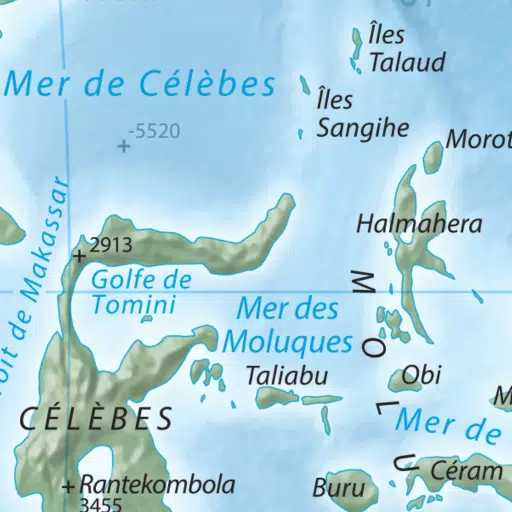 Îles
Talaud
Mer de Célèbes
Îles
Sangihe
-5520
Morot
Halmahera
2913
Golfe de
Tomini
oit de Makassar
Mer des
Moluques
M
O
L
U
Taliabu
Obi
M
CÉLÈBES
Mer de
Céram
Rantekombola
3455
Buru